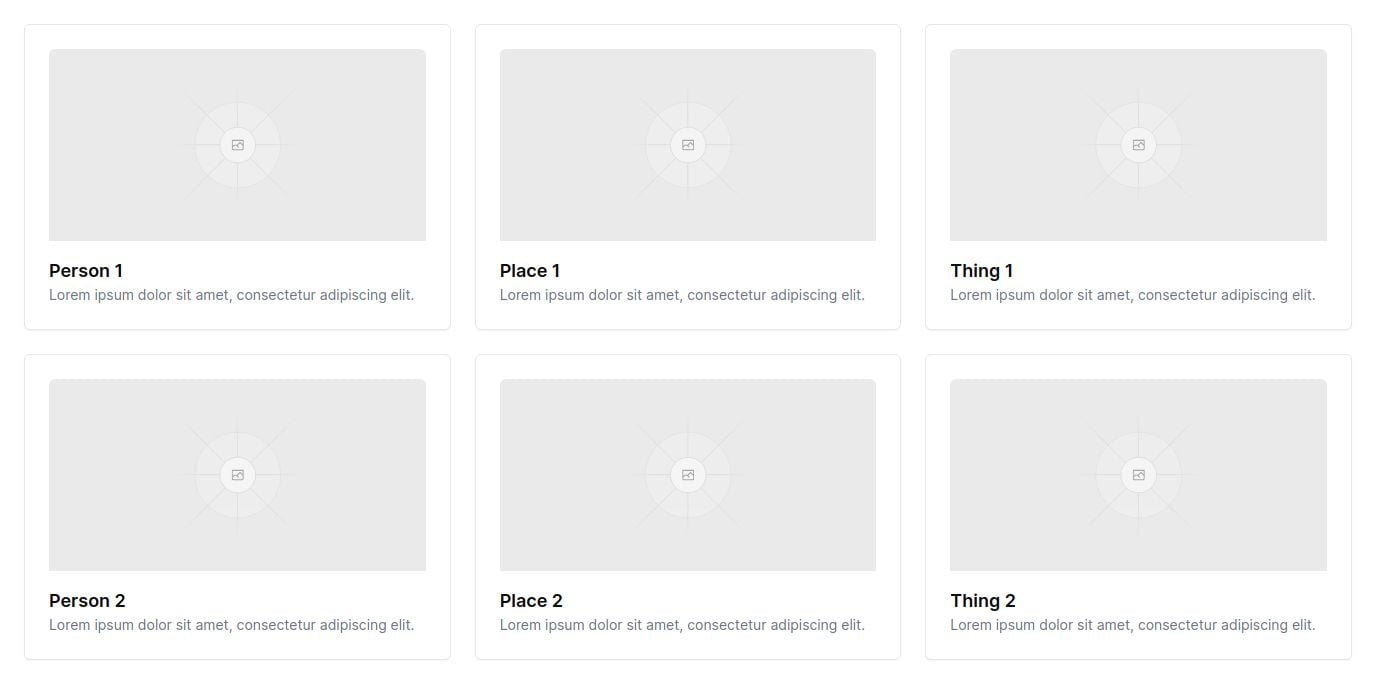 Person 1
Lorem ipsum dolor sit amet, consectetur adipiscing elit.
Place 1
Lorem ipsum dolor sit amet, consectetur adipiscing elit.
Thing 1
Lorem ipsum dolor sit amet, consectetur adipiscing elit.
Person 2
Lorem ipsum dolor sit amet, consectetur adipiscing elit.
Place 2
Lorem ipsum dolor sit amet, consectetur adipiscing elit.
Thing 2
Lorem ipsum dolor sit amet, consectetur adipiscing elit.